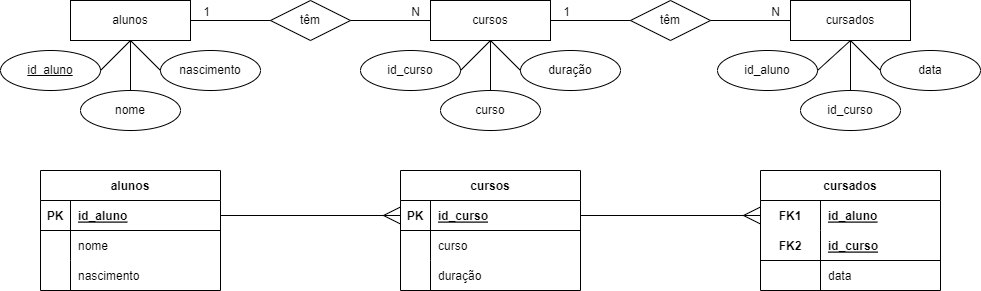 alunos 1 têm N cursos 1 têm N cursados
id_aluno nascimento id_curso duração id_aluno data
nome curso id_curso
alunos cursos cursados
PK id_aluno PK id_curso FK1 id_aluno
nome curso FK2 id_curso
nascimento duração data